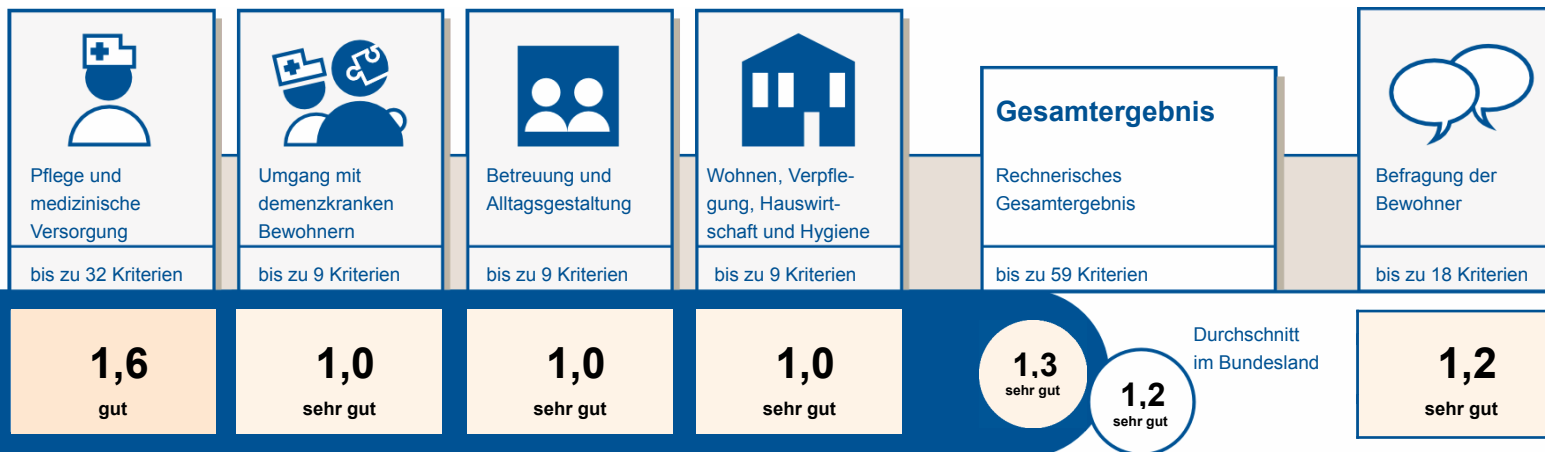 Pflege und
medizinische
Versorgung
bis zu 32 Kriterien
1,6
gut
Umgang mit
demenzkranken
Bewohnern
bis zu 9 Kriterien
1,0
sehr gut
Betreuung und
Alltagsgestaltung
bis zu 9 Kriterien
1,0
sehr gut
Wohnen, Verpfle-
gung, Hauswirt-
schaft und Hygiene
bis zu 9 Kriterien
1,0
sehr gut
Gesamtergebnis
Rechnerisches
Gesamtergebnis
bis zu 59 Kriterien
1,3
sehr gut
Durchschnitt
im Bundesland
1,2
sehr gut
Befragung der
Bewohner
bis zu 18 Kriterien
1,2
sehr gut